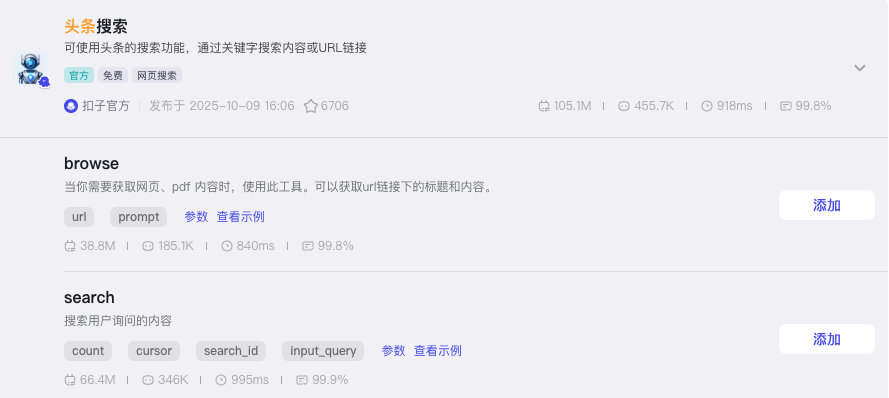 头条搜索
可使用头条的搜索功能，通过关键字搜索内容或URL链接
官方 免费 网页搜索
扣子官方 发布于 2025-10-09 16:06 6706 105.1M 455.7K 918ms 99.8%
browse
当你需要获取网页、pdf 内容时，使用此工具。可以获取url链接下的标题和内容。
添加
url prompt 参数 查看示例
38.8M 185.1K 840ms 99.8%
search
搜索用户询问的内容
添加
count cursor search_id input_query 参数 查看示例
66.4M 346K 995ms 99.9%